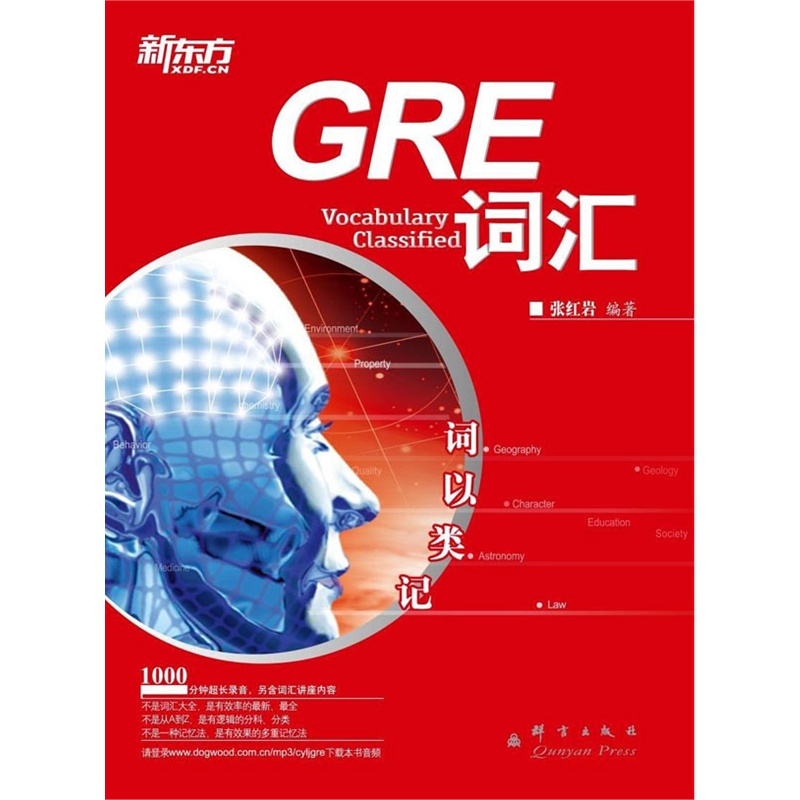 新东方
XDF.CN
GRE
Vocabulary
Classified
词汇
张红岩 编著
Environment
Property
Chemistry
Behavior
Quality
词以类记
Geography
Geology
Character
Education
Society
Astronomy
Medicine
Law
1000
分钟超长录音，另含词汇讲座内容
不是词汇大全，是有效率的最新、最全
不是从A到Z，是有逻辑的分科、分类
不是一种记忆法，是有效果的多重记忆法
请登录www.dogwood.com.cn/mp3/cyljgre下载本书音频
群言出版社
Qunyan Press